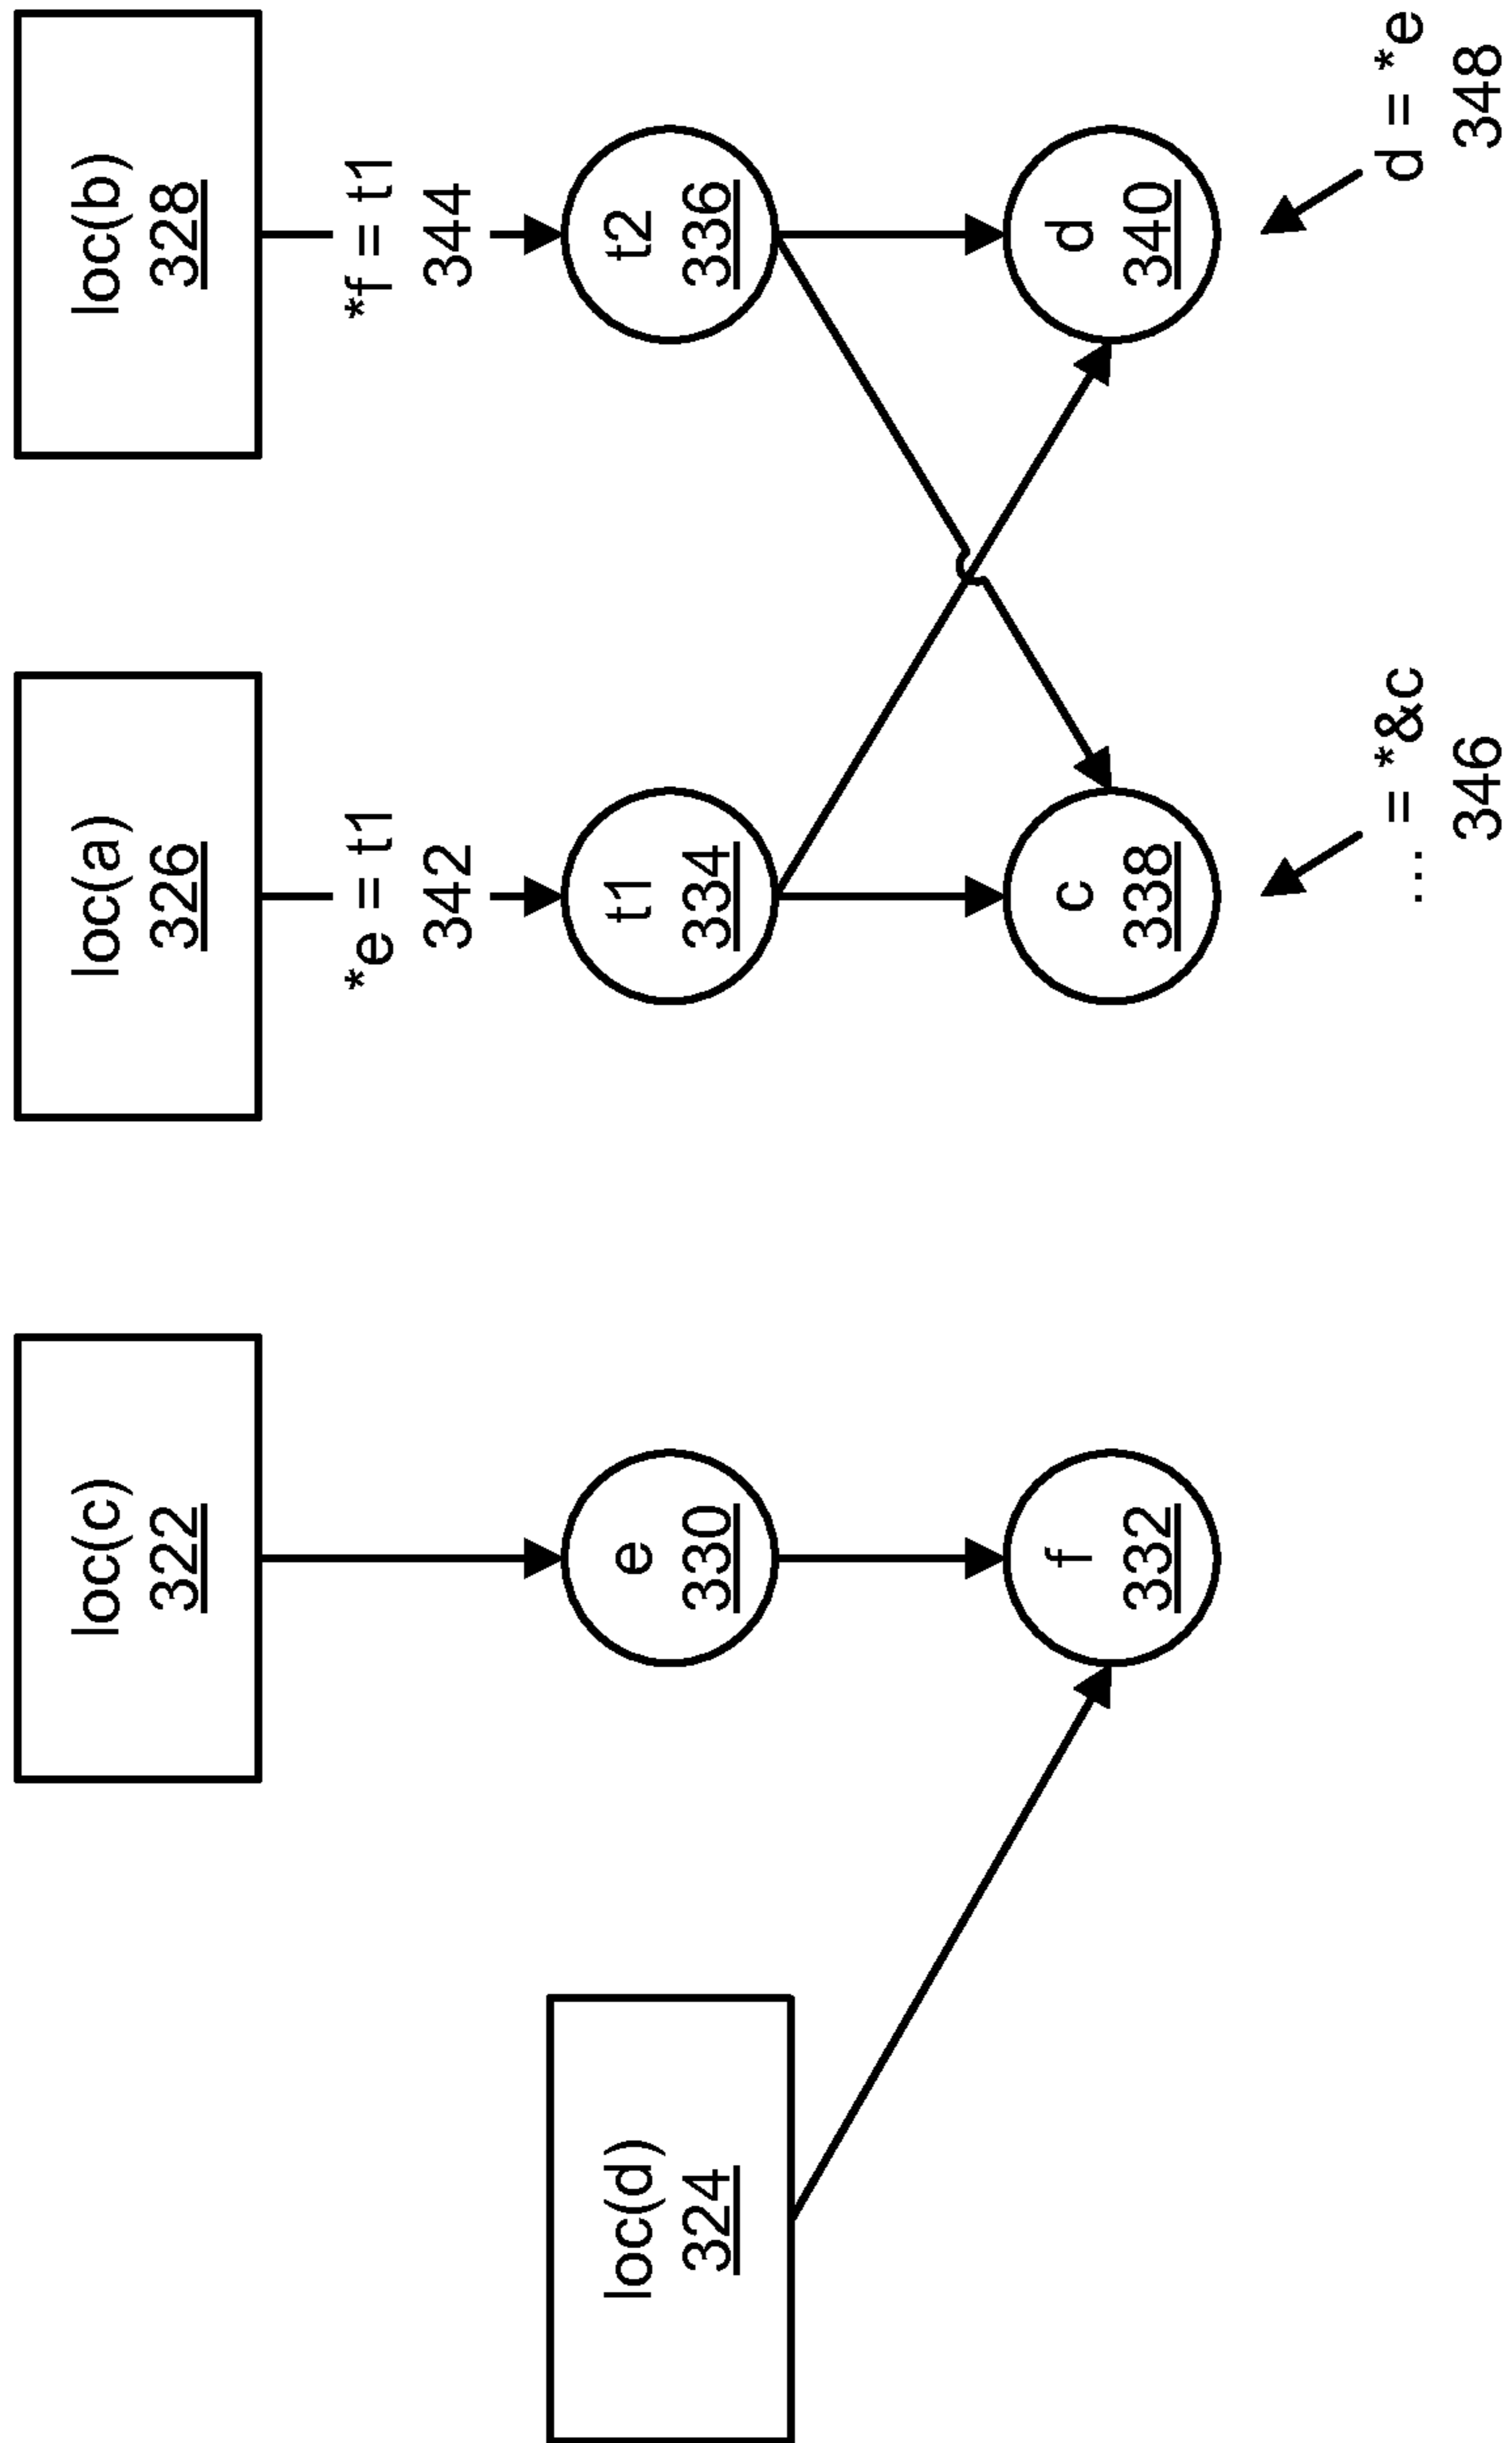 loc(d)
324
loc(c)
322
loc(a)
326
loc(b)
328
*e = t1
342
*f = t1
344
e
330
t1
334
t2
336
f
332
c
338
d
340
... = *&c
346
d = *e
348